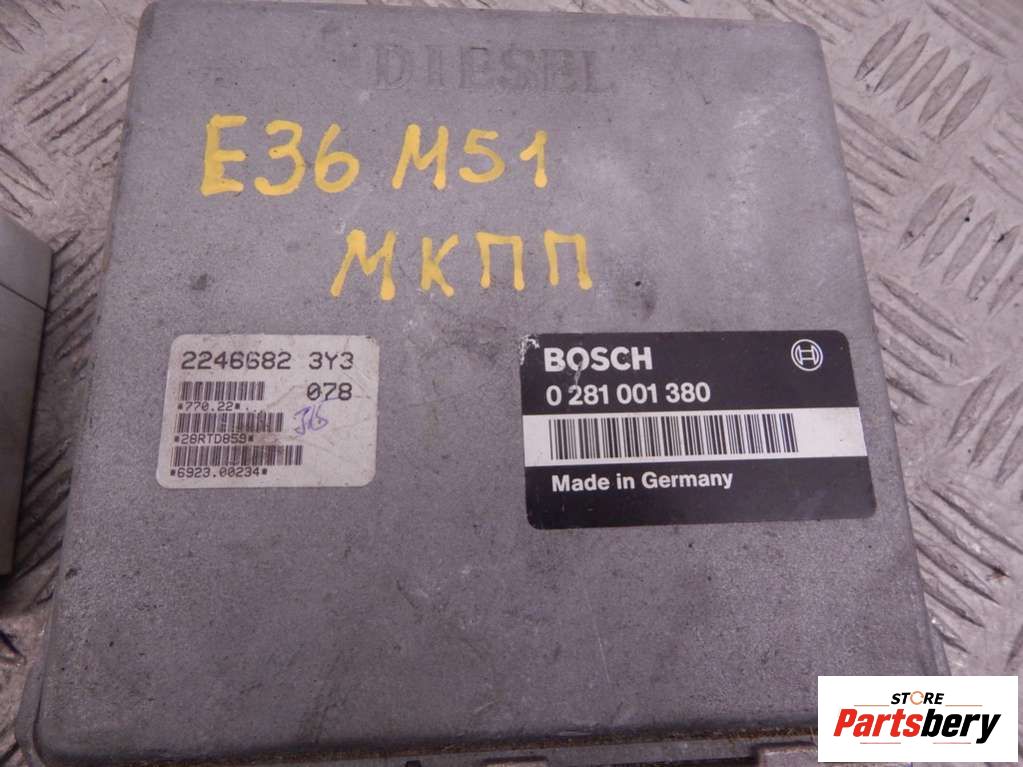 DIESEL
E36 M51
МКПП
2246682 3Y3
078
*770.22*
*28RTD859*
*6923.00234*
BOSCH
0 281 001 380
Made in Germany
STORE
Partsbery